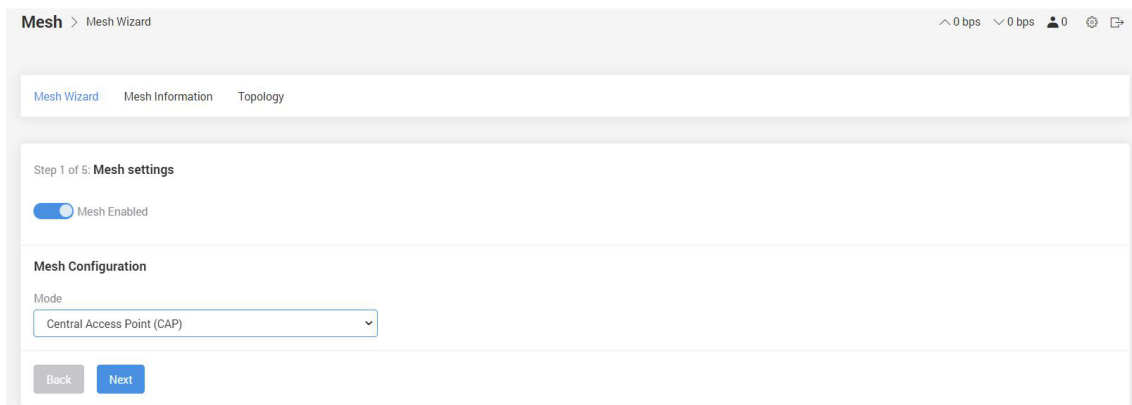 Mesh > Mesh Wizard 0 bps 0 bps 0
Mesh Wizard Mesh Information Topology
Step 1 of 5: Mesh settings
Mesh Enabled
Mesh Configuration
Mode
Central Access Point (CAP)
Back Next